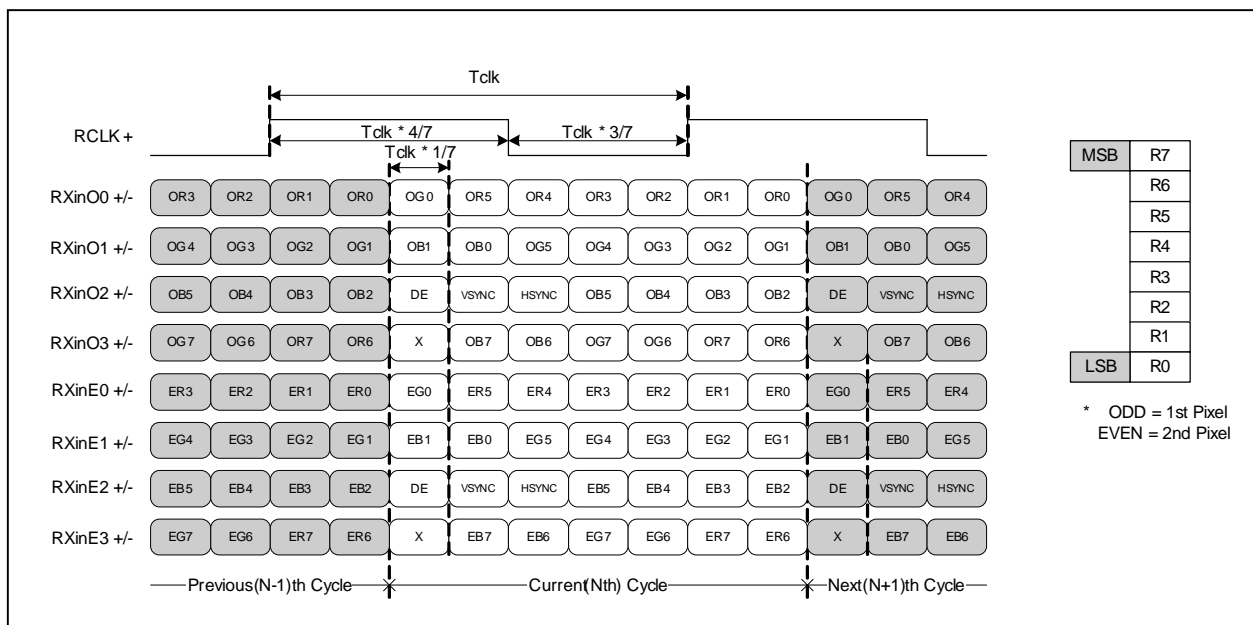 Tclk
RCLK +
Tclk * 4/7
Tclk * 3/7
Tclk * 1/7
RXinO0 +/- OR3 OR2 OR1 OR0 OG0 OR5 OR4 OR3 OR2 OR1 OR0 OG0 OR5 OR4
RXinO1 +/- OG4 OG3 OG2 OG1 OB1 OB0 OG5 OG4 OG3 OG2 OG1 OB1 OB0 OG5
RXinO2 +/- OB5 OB4 OB3 OB2 DE VSYNC HSYNC OB5 OB4 OB3 OB2 DE VSYNC HSYNC
RXinO3 +/- OG7 OG6 OR7 OR6 X OB7 OB6 OG7 OG6 OR7 OR6 X OB7 OB6
RXinE0 +/- ER3 ER2 ER1 ER0 EG0 ER5 ER4 ER3 ER2 ER1 ER0 EG0 ER5 ER4
RXinE1 +/- EG4 EG3 EG2 EG1 EB1 EB0 EG5 EG4 EG3 EG2 EG1 EB1 EB0 EG5
RXinE2 +/- EB5 EB4 EB3 EB2 DE VSYNC HSYNC EB5 EB4 EB3 EB2 DE VSYNC HSYNC
RXinE3 +/- EG7 EG6 ER7 ER6 X EB7 EB6 EG7 EG6 ER7 ER6 X EB7 EB6
Previous(N-1)th Cycle Current(Nth) Cycle Next(N+1)th Cycle
MSB R7
R6
R5
R4
R3
R2
R1
LSB R0
* ODD = 1st Pixel
EVEN = 2nd Pixel